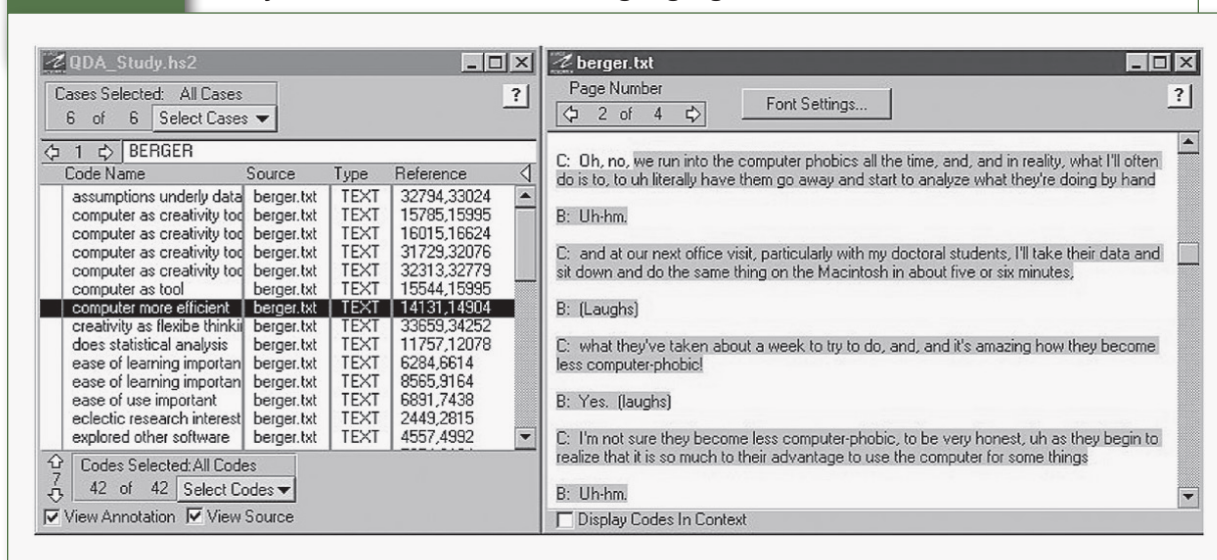 QDA_Study.hs2
Cases Selected: All Cases
6 of 6 Select Cases
?
1 BERGER
Code Name Source Type Reference
assumptions underly data berger.txt TEXT 32794,33024
computer as creativity too berger.txt TEXT 15785,15995
computer as creativity too berger.txt TEXT 16015,16624
computer as creativity too berger.txt TEXT 31729,32076
computer as creativity too berger.txt TEXT 32313,32779
computer as tool berger.txt TEXT 15544,15995
computer more efficient berger.txt TEXT 14131,14904
creativity as flexibe thinkin berger.txt TEXT 33659,34252
does statistical analysis berger.txt TEXT 11757,12078
ease of learning importan berger.txt TEXT 6284,6614
ease of learning importan berger.txt TEXT 8565,9164
ease of use important berger.txt TEXT 6891,7438
eclectic research interest berger.txt TEXT 2449,2815
explored other software berger.txt TEXT 4557,4992
7
Codes Selected:All Codes
42 of 42 Select Codes
View Annotation View Source
berger.txt
Page Number
2 of 4
Font Settings...
?
C: Oh, no, we run into the computer phobics all the time, and, and in reality, what I'll often
do is to, to uh literally have them go away and start to analyze what they're doing by hand
B: Uh-hm.
C: and at our next office visit, particularly with my doctoral students, I'll take their data and
sit down and do the same thing on the Macintosh in about five or six minutes,
B: (Laughs)
C: what they've taken about a week to try to do, and, and it's amazing how they become
less computer-phobic!
B: Yes. (laughs)
C: I'm not sure they become less computer-phobic, to be very honest, uh as they begin to
realize that it is so much to their advantage to use the computer for some things
B: Uh-hm.
Display Codes In Context